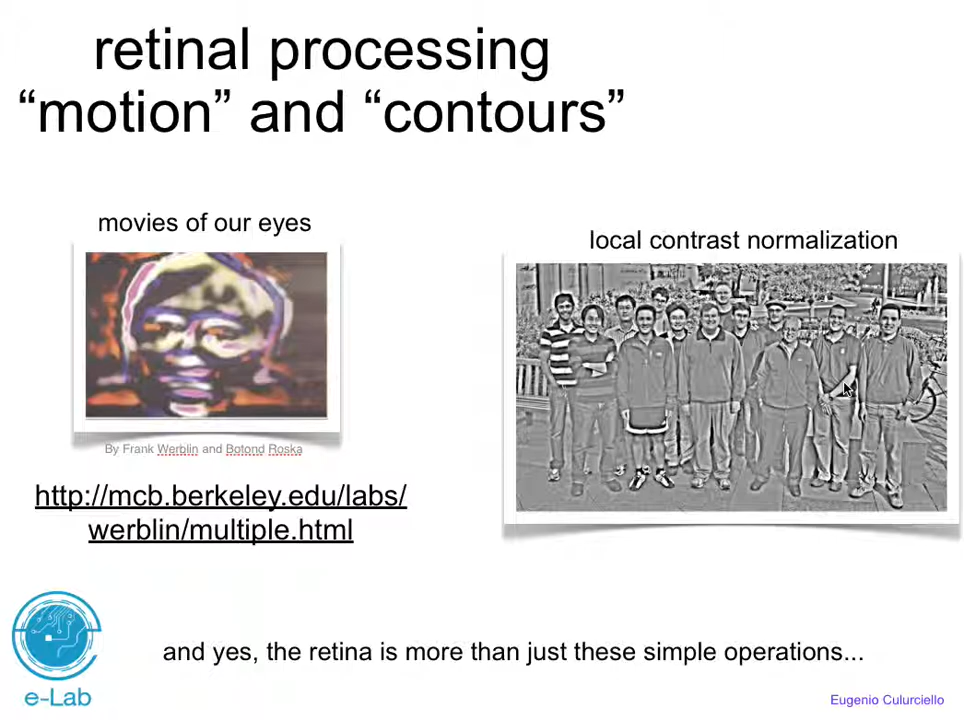 retinal processing
“motion” and “contours”
movies of our eyes
local contrast normalization
By Frank Werblin and Botond Roska
http://mcb.berkeley.edu/labs/
werblin/multiple.html
and yes, the retina is more than just these simple operations...
e-Lab
Eugenio Culurciello